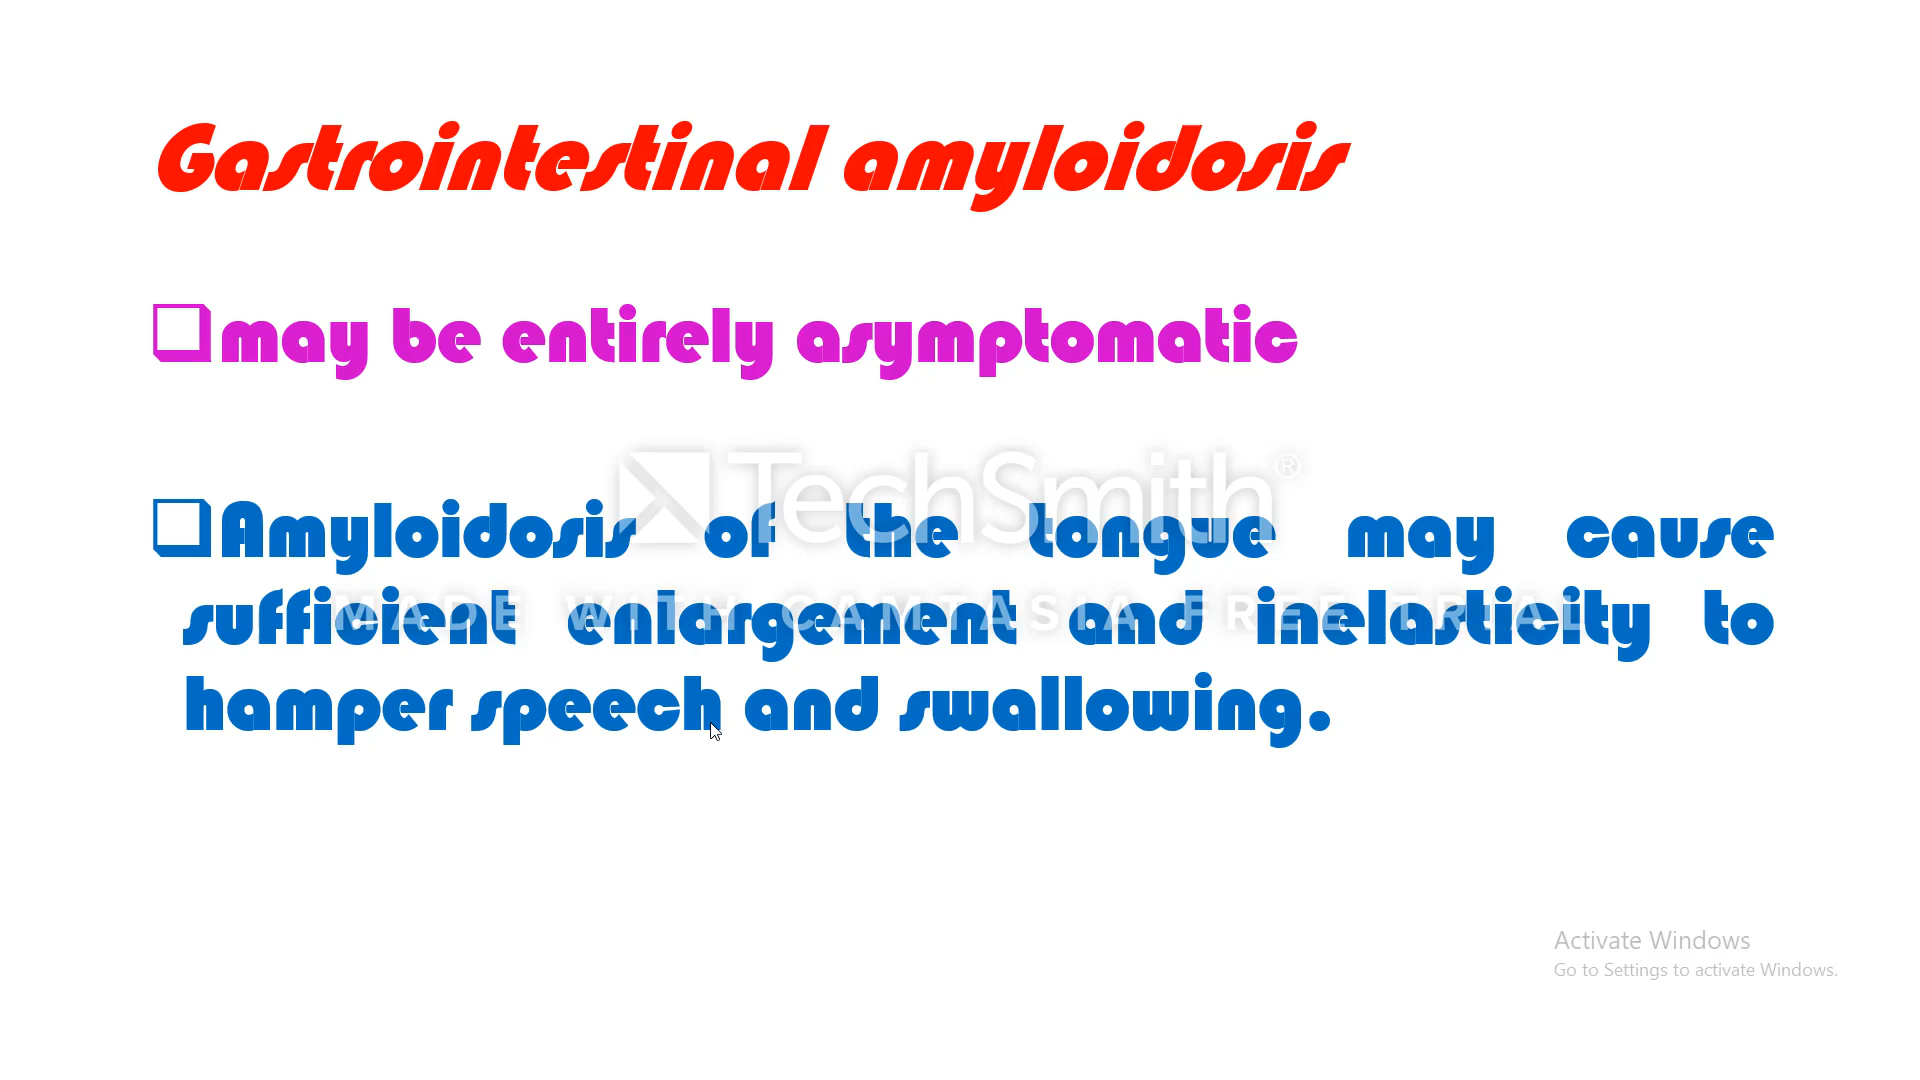 Gastrointestinal amyloidosis
❑may be entirely asymptomatic
TechSmith®
❑Amyloidosis of the tongue may cause
MADE WITH CAMTASIA FREE TRIAL
sufficient enlargement and inelasticity to
hamper speech and swallowing.
Activate Windows
Go to Settings to activate Windows.